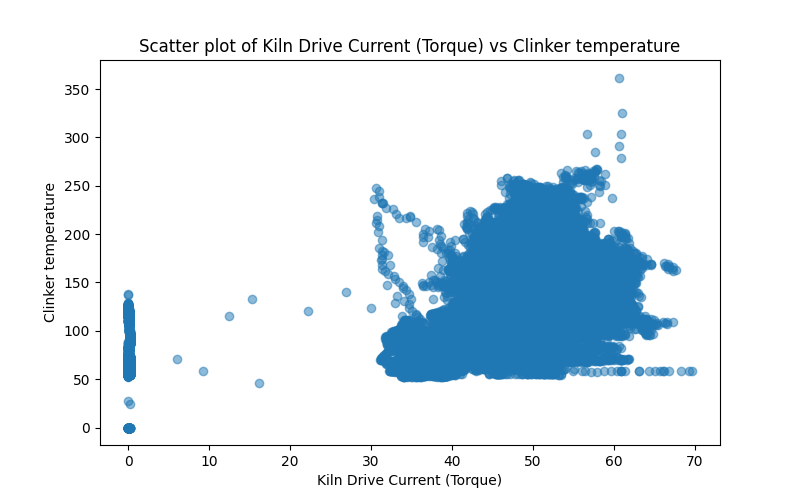 Scatter plot of Kiln Drive Current (Torque) vs Clinker temperature
350
300
250
200
150
100
50
0
Clinker temperature
0 10 20 30 40 50 60 70
Kiln Drive Current (Torque)